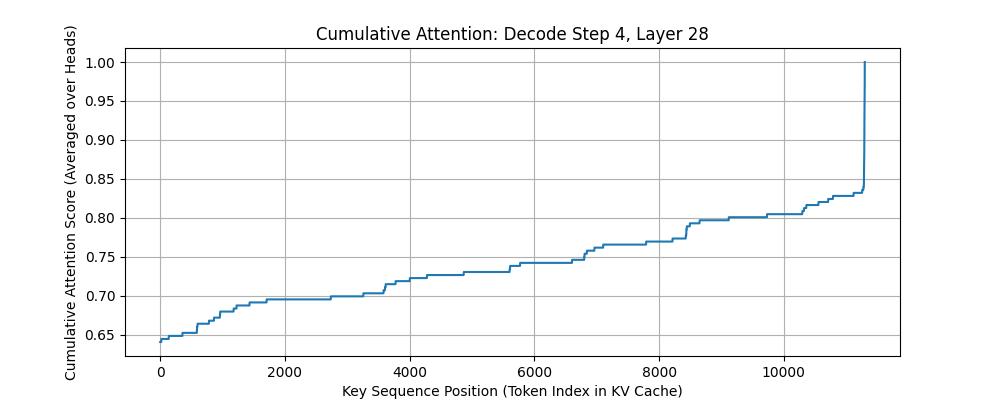 Cumulative Attention: Decode Step 4, Layer 28
Cumulative Attention Score (Averaged over Heads)
1.00
0.95
0.90
0.85
0.80
0.75
0.70
0.65
0 2000 4000 6000 8000 10000
Key Sequence Position (Token Index in KV Cache)